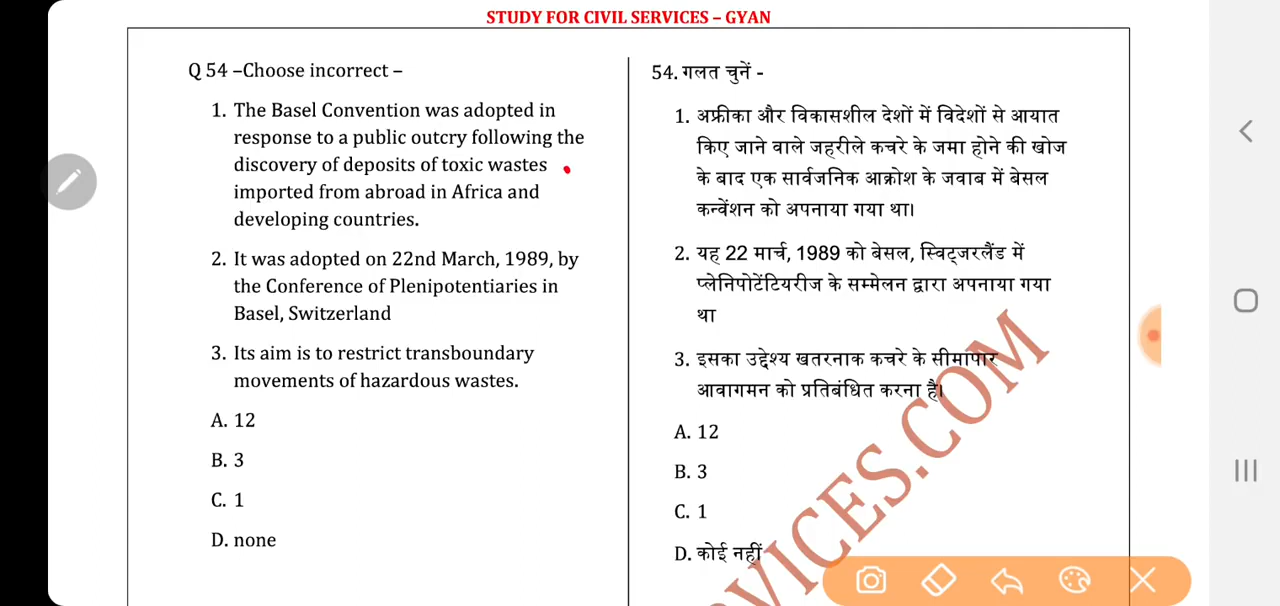 STUDY FOR CIVIL SERVICES – GYAN
Q 54 –Choose incorrect –
1. The Basel Convention was adopted in
response to a public outcry following the
discovery of deposits of toxic wastes
imported from abroad in Africa and
developing countries.
2. It was adopted on 22nd March, 1989, by
the Conference of Plenipotentiaries in
Basel, Switzerland
3. Its aim is to restrict transboundary
movements of hazardous wastes.
A. 12
B. 3
C. 1
D. none
54. गलत चुनें -
1. अफ्रीका और विकासशील देशों में विदेशों से आयात
किए जाने वाले जहरीले कचरे के जमा होने की खोज
के बाद एक सार्वजनिक आक्रोश के जवाब में बेसल
कन्वेंशन को अपनाया गया था।
2. यह 22 मार्च, 1989 को बेसल, स्विट्जरलैंड में
प्लेनिपोटेंटियरीज के सम्मेलन द्वारा अपनाया गया
था
3. इसका उद्देश्य खतरनाक कचरे के सीमापार
आवागमन को प्रतिबंधित करना है।
A. 12
B. 3
C. 1
D. कोई नहीं
VICES.COM